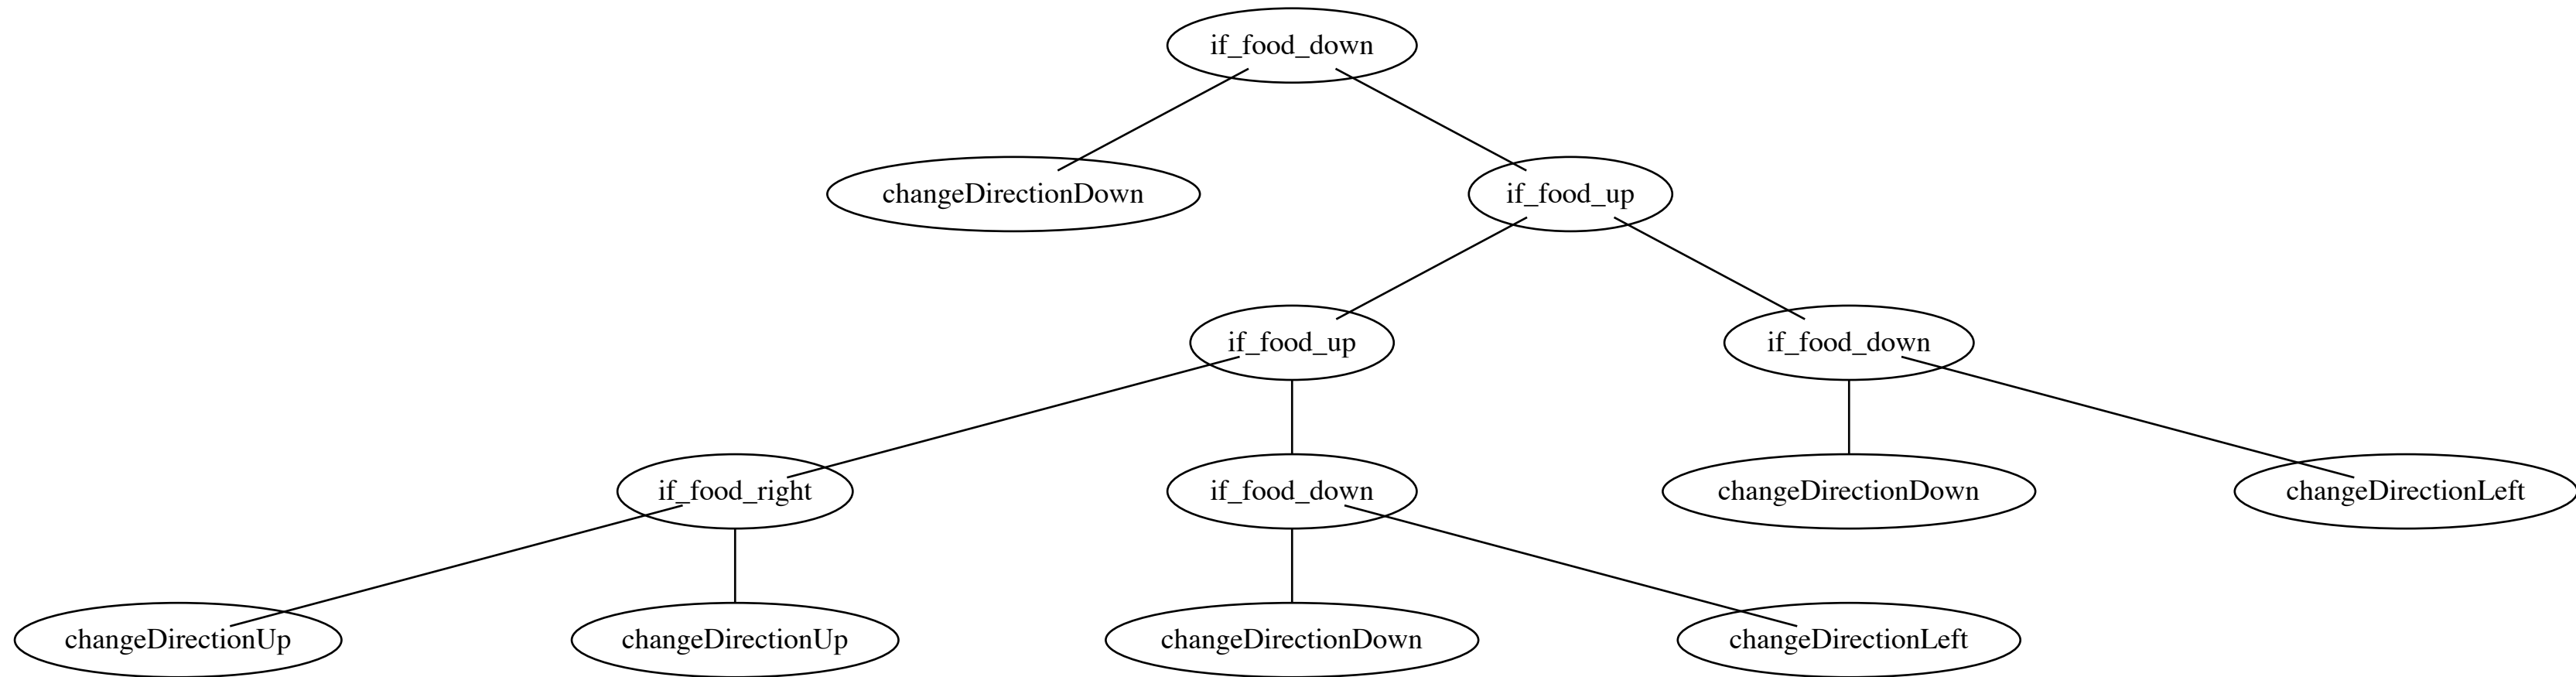 if_food_down
changeDirectionDown
if_food_up
if_food_up
if_food_down
if_food_right
if_food_down
changeDirectionDown
changeDirectionLeft
changeDirectionUp
changeDirectionUp
changeDirectionDown
changeDirectionLeft